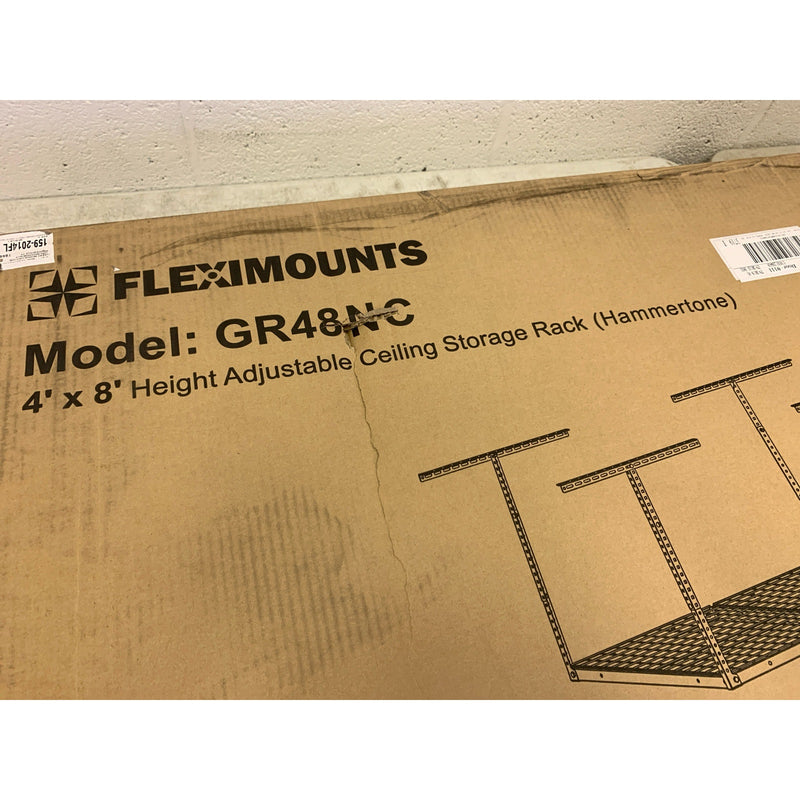 159-2014FL
FLEXIMOUNTS
Model: GR48NC
4' x 8' Height Adjustable Ceiling Storage Rack (Hammertone)